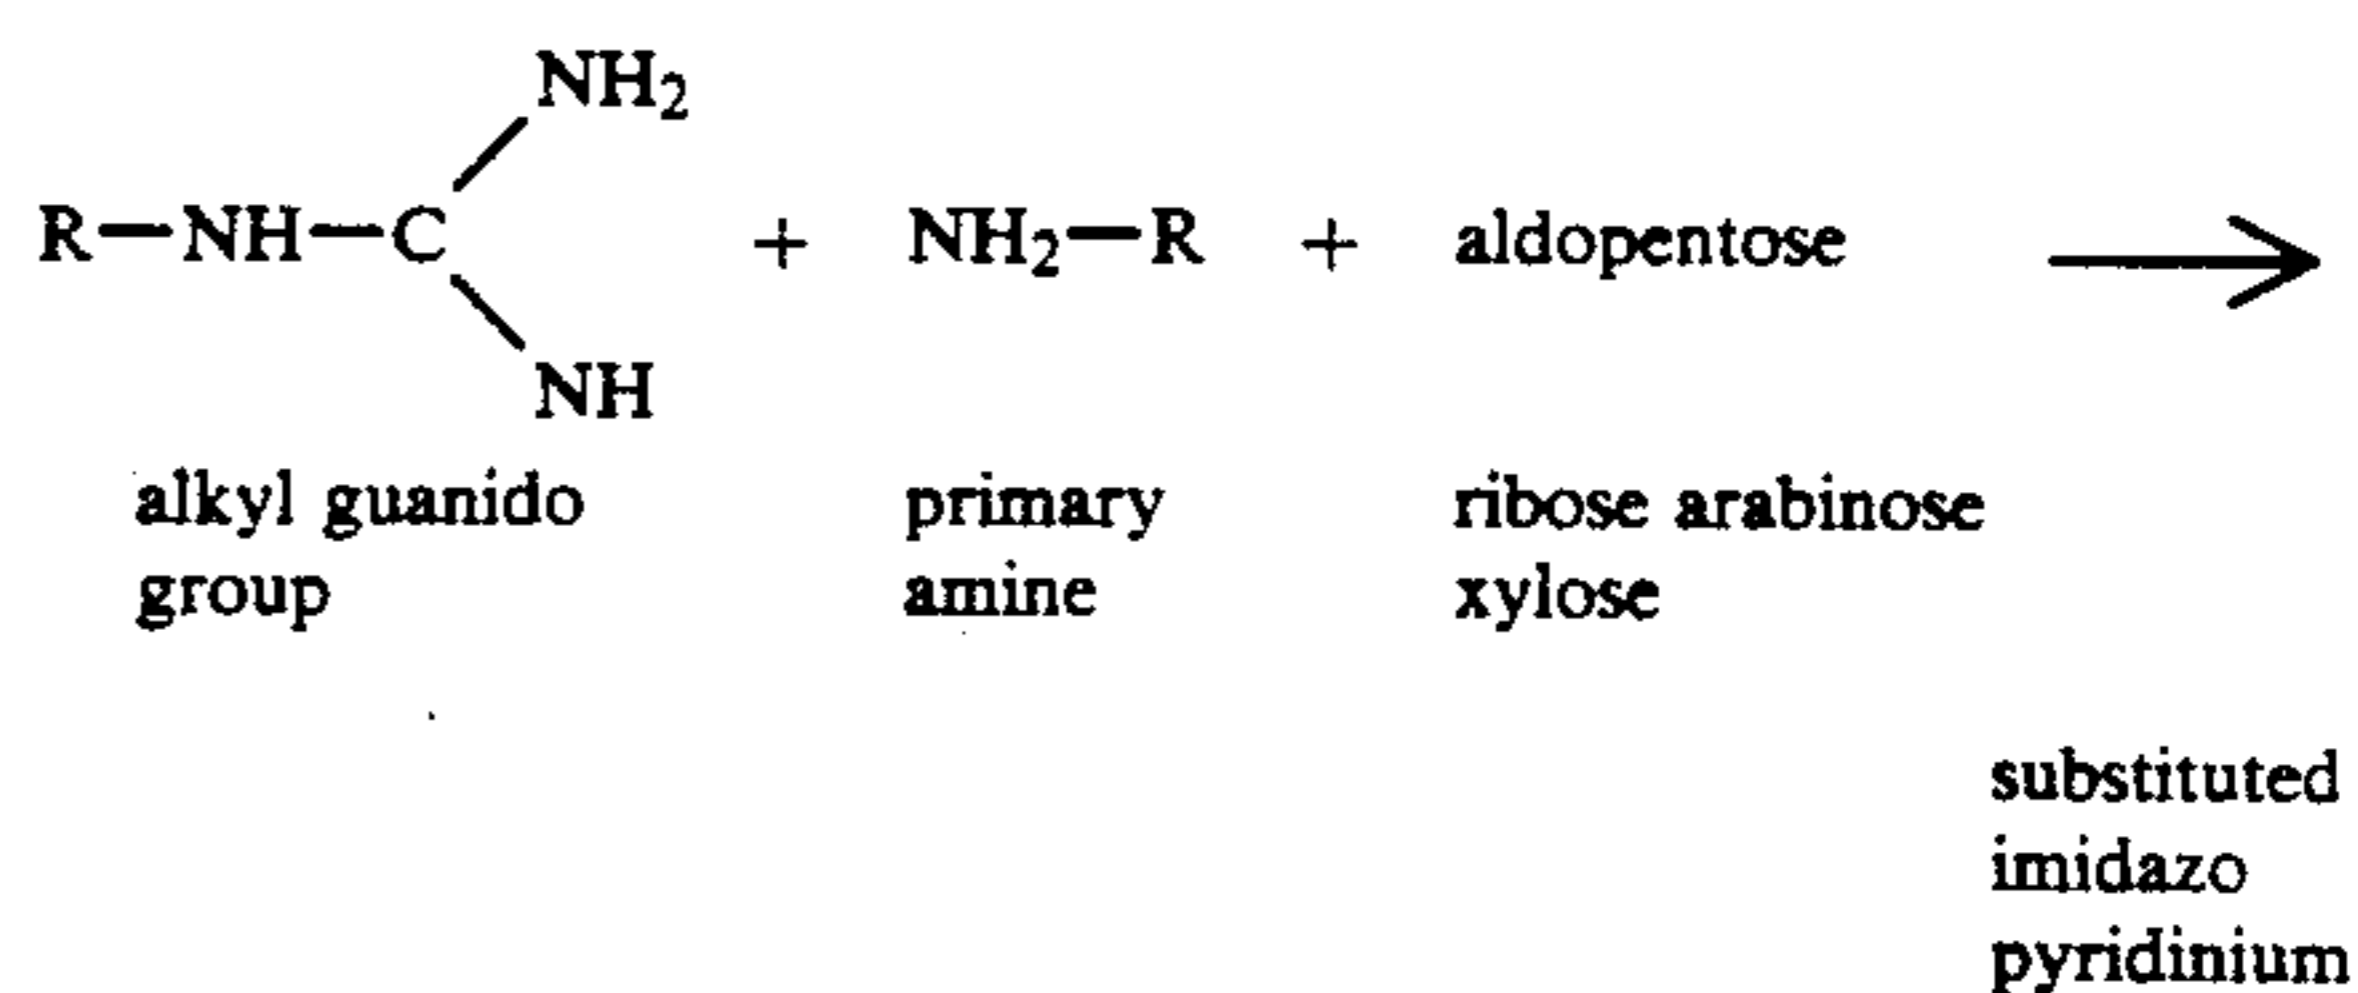 NH2
R—NH—C + NH2—R + aldopentose
NH
alkyl guanido primary ribose arabinose
group amine xylose
substituted
imidazo
pyridinium